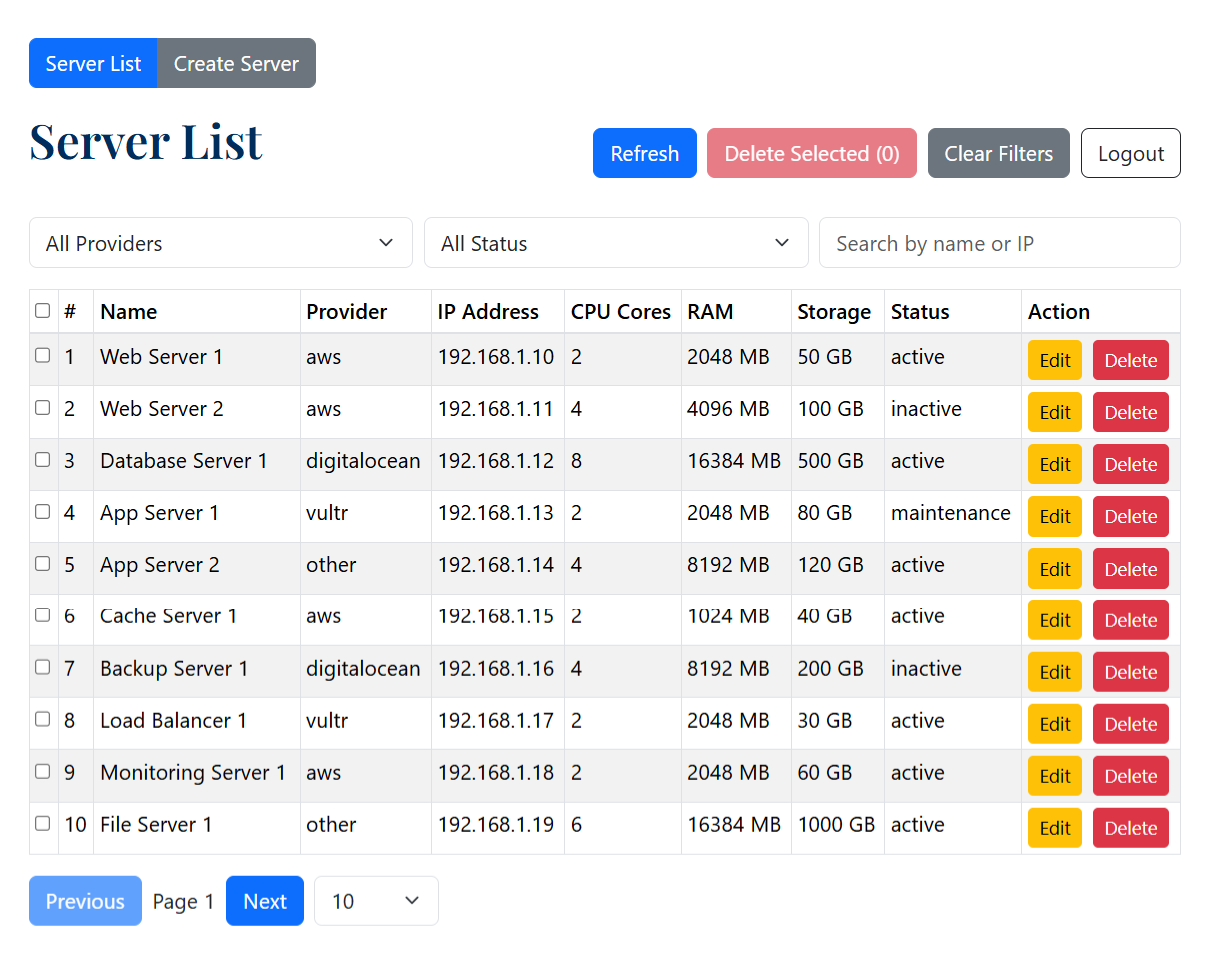 Server List Create Server
Server List
Refresh Delete Selected (0) Clear Filters Logout
All Providers All Status Search by name or IP
# Name Provider IP Address CPU Cores RAM Storage Status Action
1 Web Server 1 aws 192.168.1.10 2 2048 MB 50 GB active Edit Delete
2 Web Server 2 aws 192.168.1.11 4 4096 MB 100 GB inactive Edit Delete
3 Database Server 1 digitalocean 192.168.1.12 8 16384 MB 500 GB active Edit Delete
4 App Server 1 vultr 192.168.1.13 2 2048 MB 80 GB maintenance Edit Delete
5 App Server 2 other 192.168.1.14 4 8192 MB 120 GB active Edit Delete
6 Cache Server 1 aws 192.168.1.15 2 1024 MB 40 GB active Edit Delete
7 Backup Server 1 digitalocean 192.168.1.16 4 8192 MB 200 GB inactive Edit Delete
8 Load Balancer 1 vultr 192.168.1.17 2 2048 MB 30 GB active Edit Delete
9 Monitoring Server 1 aws 192.168.1.18 2 2048 MB 60 GB active Edit Delete
10 File Server 1 other 192.168.1.19 6 16384 MB 1000 GB active Edit Delete
Previous Page 1 Next 10